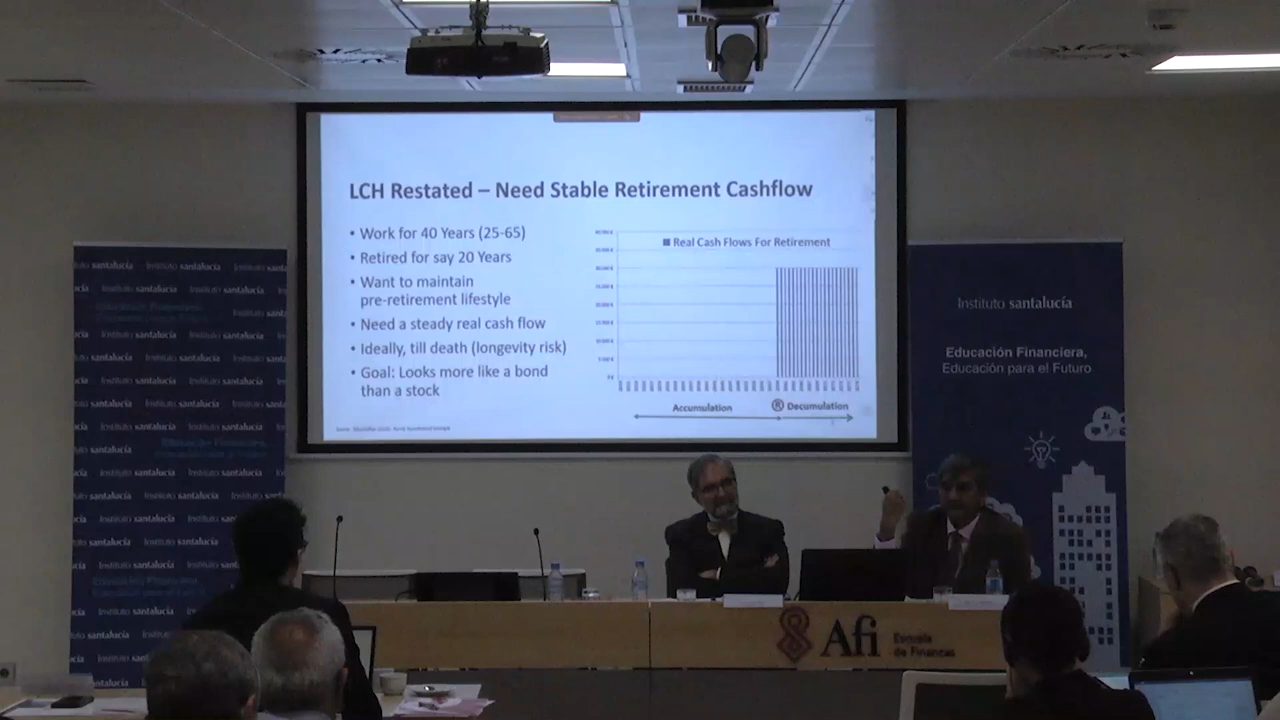 LCH Restated – Need Stable Retirement Cashflow
• Work for 40 Years (25-65)
• Retired for say 20 Years
• Want to maintain
pre-retirement lifestyle
• Need a steady real cash flow
• Ideally, till death (longevity risk)
• Goal: Looks more like a bond
than a stock
Real Cash Flows For Retirement
Accumulation
® Decumulation
Instituto santalucía
Educación Financiera,
Educación para el Futuro
Instituto santalucía
Afi
Escuela
de Finanzas